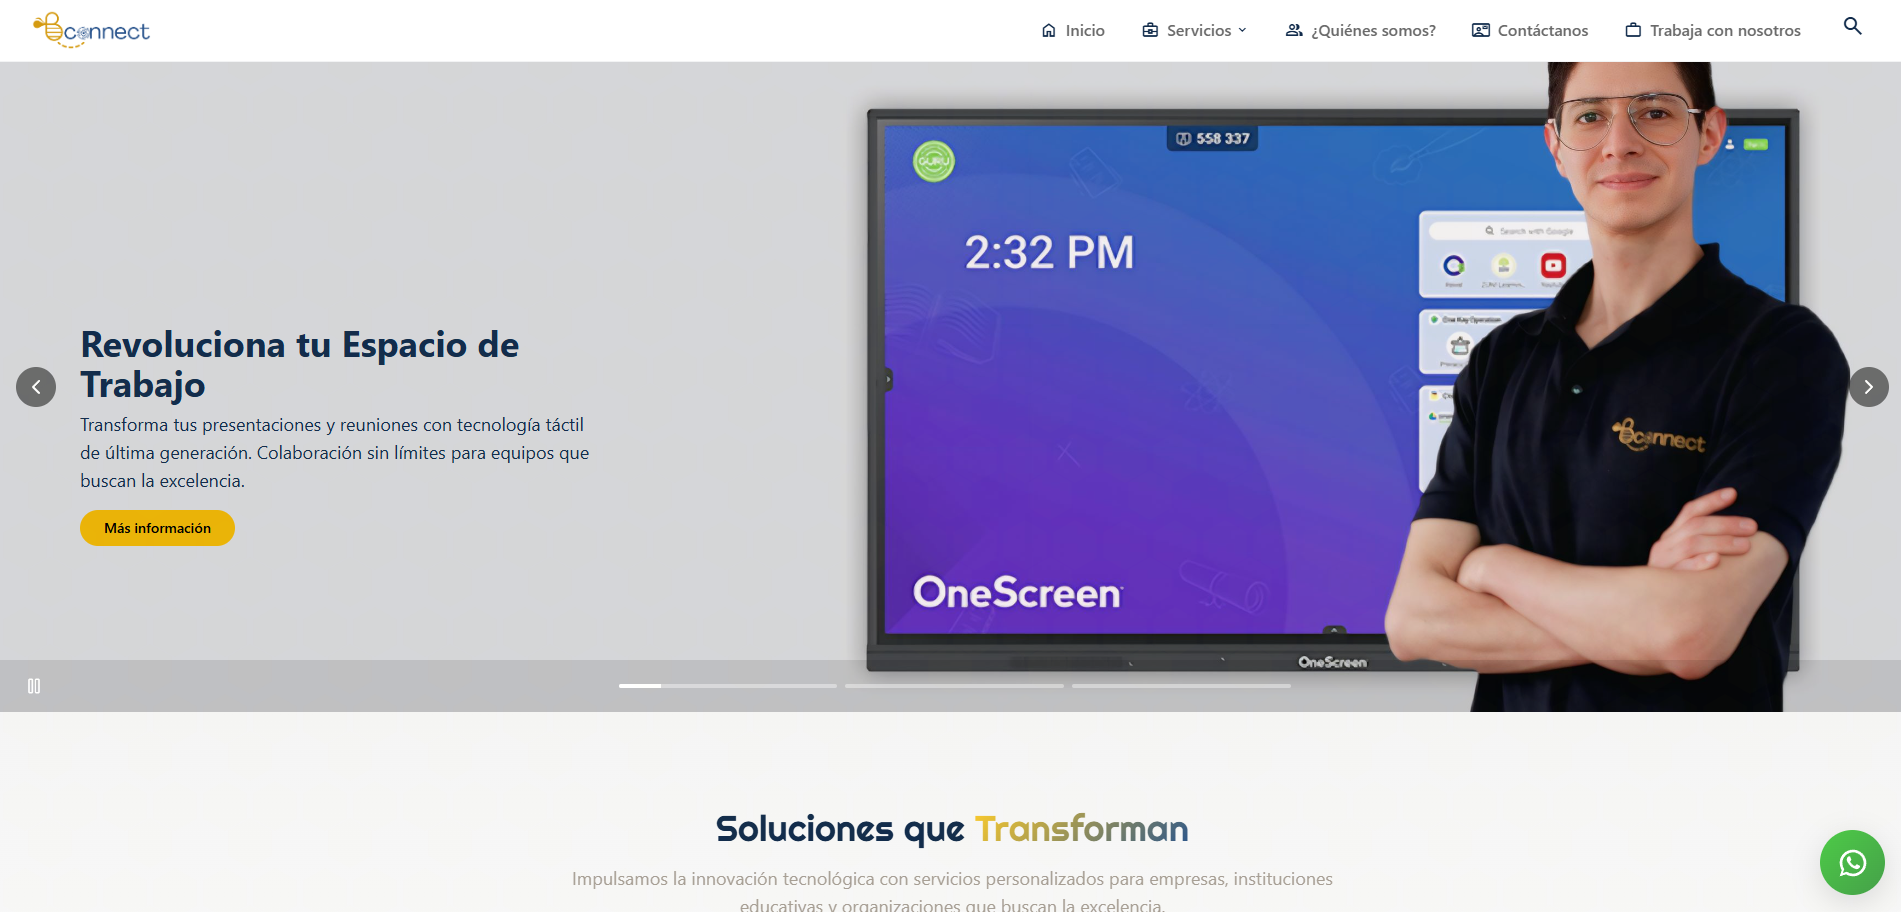 Bconnect
Inicio
Servicios
¿Quiénes somos?
Contáctanos
Trabaja con nosotros
GURU
558 337
2:32 PM
Search with Google
One Key Operation
Revoluciona tu Espacio de
Trabajo
Transforma tus presentaciones y reuniones con tecnología táctil
de última generación. Colaboración sin límites para equipos que
buscan la excelencia.
Más información
Bconnect
OneScreen
OneScreen
Soluciones que Transforman
Impulsamos la innovación tecnológica con servicios personalizados para empresas, instituciones
educativas y organizaciones que buscan la excelencia.